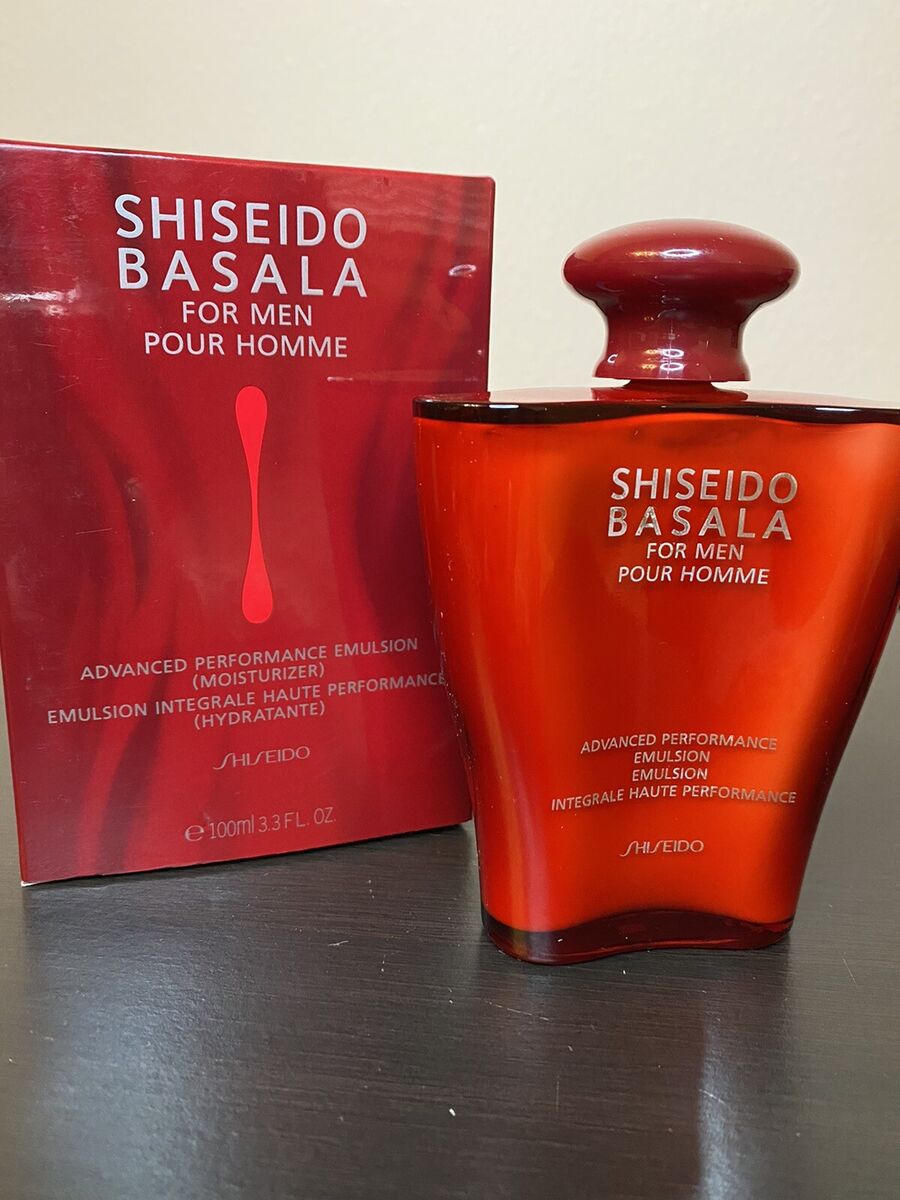 SHISEIDO
BASALA
FOR MEN
POUR HOMME
ADVANCED PERFORMANCE EMULSION
(MOISTURIZER)
EMULSION INTEGRALE HAUTE PERFORMANCE
(HYDRATANTE)
SHISEIDO
℮ 100ml 3.3 FL. OZ.
SHISEIDO
BASALA
FOR MEN
POUR HOMME
ADVANCED PERFORMANCE
EMULSION
EMULSION
INTEGRALE HAUTE PERFORMANCE
SHISEIDO